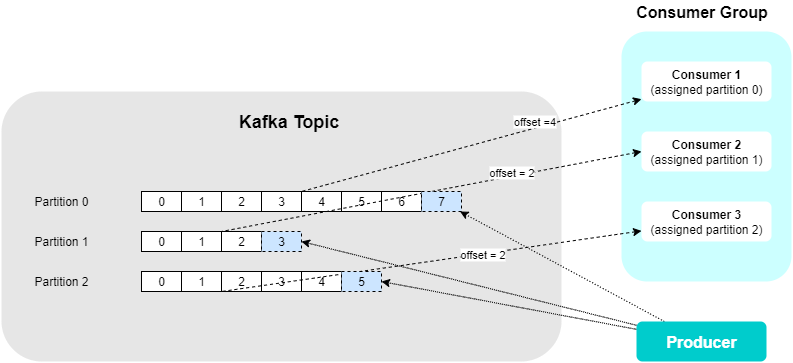 Consumer Group
Consumer 1
(assigned partition 0)
Kafka Topic
offset =4
Consumer 2
(assigned partition 1)
offset = 2
Partition 0 0 1 2 3 4 5 6 7
Consumer 3
(assigned partition 2)
Partition 1 0 1 2 3
offset = 2
Partition 2 0 1 2 3 4 5
Producer